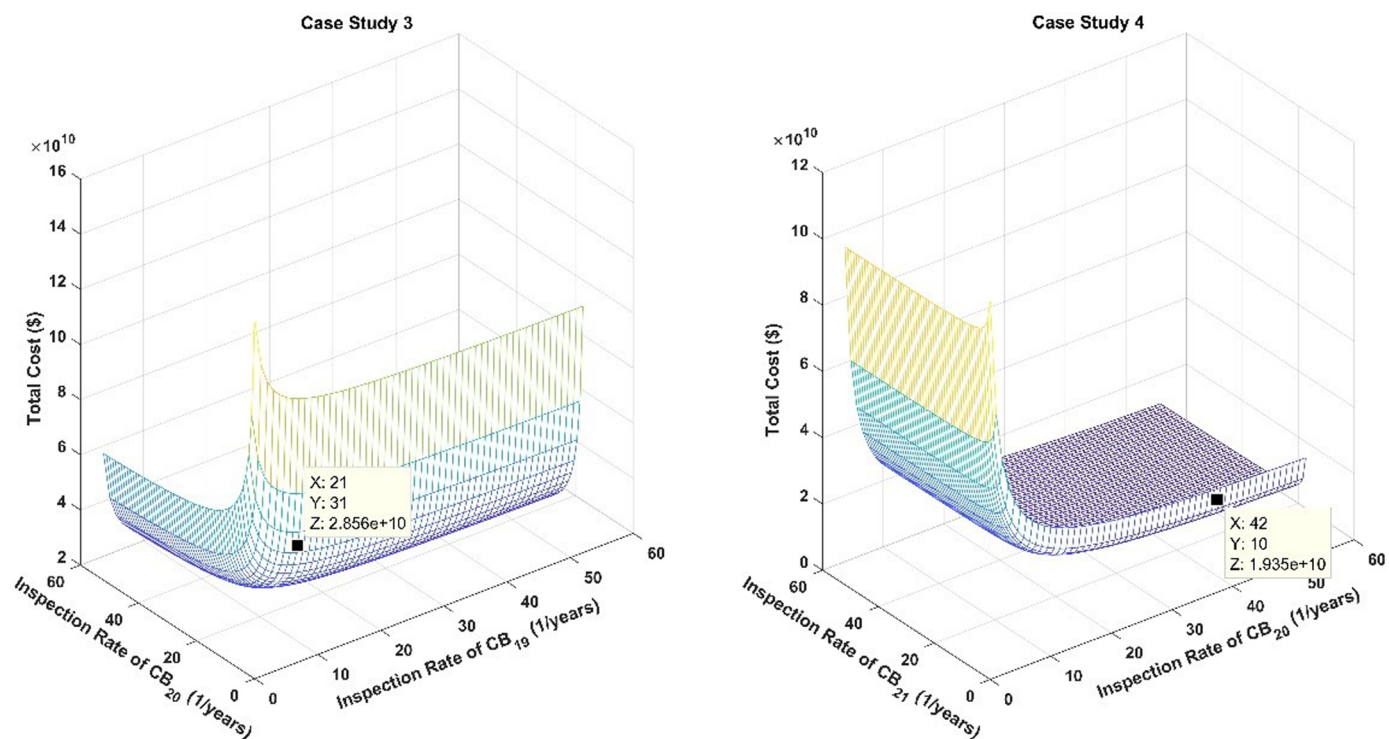 Case Study 3
×10^10
16
14
12
10
8
6
4
2
Total Cost ($)
X: 21
Y: 31
Z: 2.856e+10
60
40
20
0
Inspection Rate of CB_20 (1/years)
0
10
20
30
40
50
60
Inspection Rate of CB_19 (1/years)
Case Study 4
×10^10
12
10
8
6
4
2
0
Total Cost ($)
X: 42
Y: 10
Z: 1.935e+10
60
40
20
0
Inspection Rate of CB_21 (1/years)
0
10
20
30
40
50
60
Inspection Rate of CB_20 (1/years)